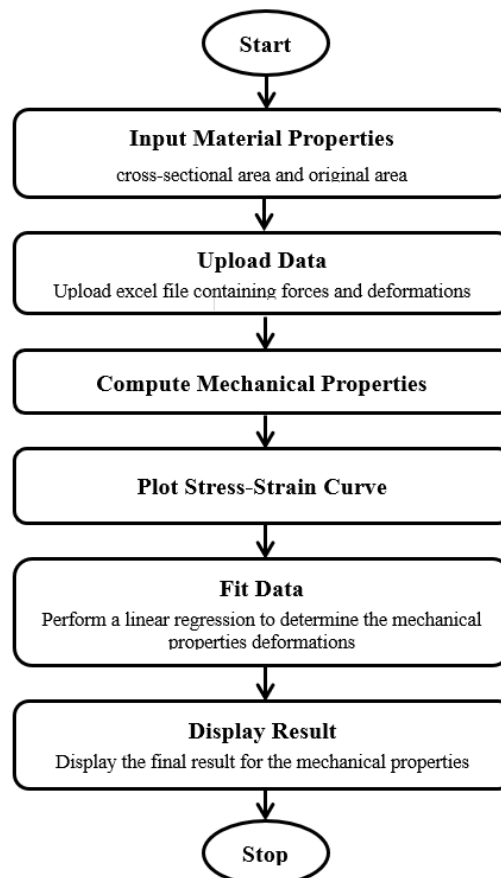 Start
Input Material Properties
cross-sectional area and original area
Upload Data
Upload excel file containing forces and deformations
Compute Mechanical Properties
Plot Stress-Strain Curve
Fit Data
Perform a linear regression to determine the mechanical
properties deformations
Display Result
Display the final result for the mechanical properties
Stop